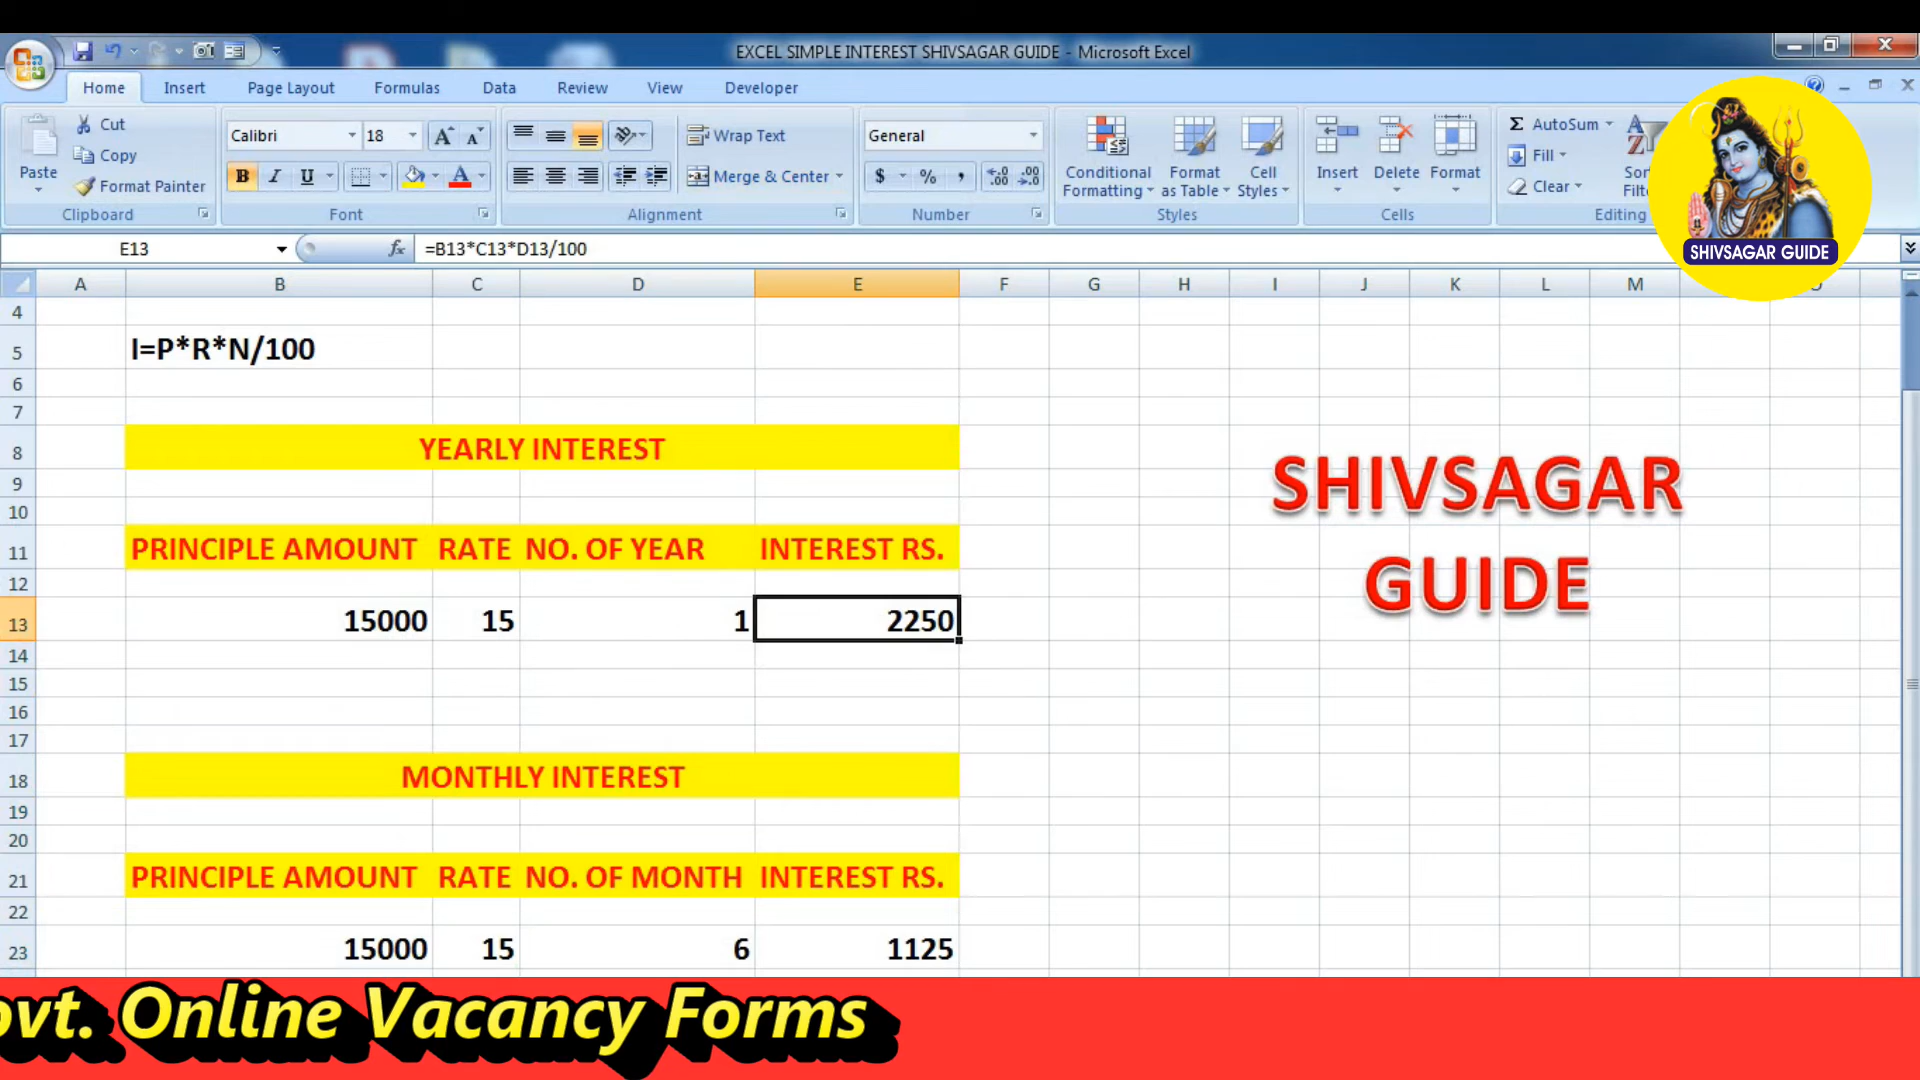 EXCEL SIMPLE INTEREST SHIVSAGAR GUIDE - Microsoft Excel
Home Insert Page Layout Formulas Data Review View Developer
Paste
Cut
Copy
Format Painter
Clipboard
Calibri 18
B I U
Font
Wrap Text
Merge & Center
Alignment
General
$ % ,
Number
Conditional Formatting
Format as Table
Cell Styles
Styles
Insert
Delete
Format
Cells
Σ AutoSum
Fill
Clear
Editing
SHIVSAGAR GUIDE
E13 fx =B13*C13*D13/100
A B C D E F G H I J K L M
4
5 I=P*R*N/100
6
7
8 YEARLY INTEREST
9
10
11 PRINCIPLE AMOUNT RATE NO. OF YEAR INTEREST RS.
12
13 15000 15 1 2250
14
15
16
17
18 MONTHLY INTEREST
19
20
21 PRINCIPLE AMOUNT RATE NO. OF MONTH INTEREST RS.
22
23 15000 15 6 1125
SHIVSAGAR
GUIDE
ovt. Online Vacancy Forms